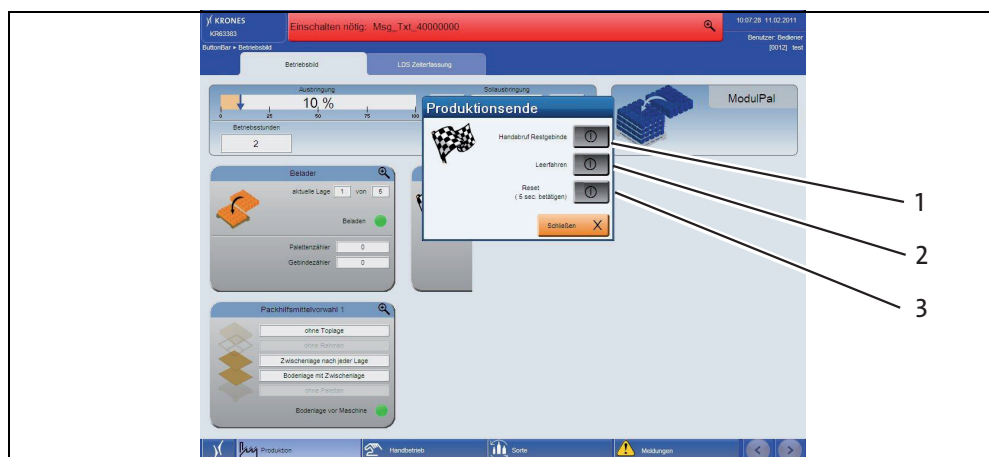 KRONES
KR63383
Einschalten nötig: Msg_Txt_40000000
10:07:28 11.02.2011
Benutzer: Bediener
[0012] test
ButtonBar ▸ Betriebsbild
Betriebsbild
LDS Zeiterfassung
Ausbringung
Sollausbringung
10 %
0 25 50 75 100
Betriebsstunden
2
ModulPal
Produktionsende
Handabruf Restgebinde
Leerfahren
Reset
( 5 sec. betätigen)
Schließen X
1
2
3
Belader
aktuelle Lage 1 von 5
Beladen
Palettenzähler 0
Gebindezähler 0
Packhilfsmittelvorwahl 1
ohne Toplage
ohne Rahmen
Zwischenlage nach jeder Lage
Bodenlage mit Zwischenlage
ohne Paletten
Bodenlage vor Maschine
Produktion
Handbetrieb
Sorte
Meldungen